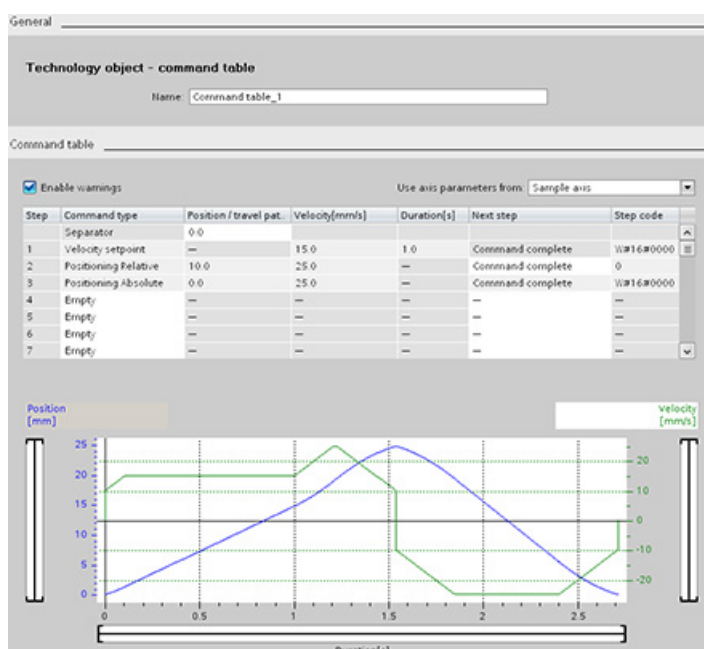 General
Technology object - command table
Name: Command table_1
Command table
Enable warnings Use axis parameters from: Sample axis
Step Command type Position / travel pat.. Velocity[mm/s] Duration[s] Next step Step code
Separator 0.0
1 Velocity setpoint — 15.0 1.0 Command complete W#16#0000
2 Positioning Relative 10.0 25.0 — Command complete 0
3 Positioning Absolute 0.0 25.0 — Command complete W#16#0000
4 Empty — — — — —
5 Empty — — — — —
6 Empty — — — — —
7 Empty — — — — —
Position Velocity
[mm] [mm/s]
25
20 20
15 10
10 0
5 -10
0 -20
0 0.5 1 1.5 2 2.5